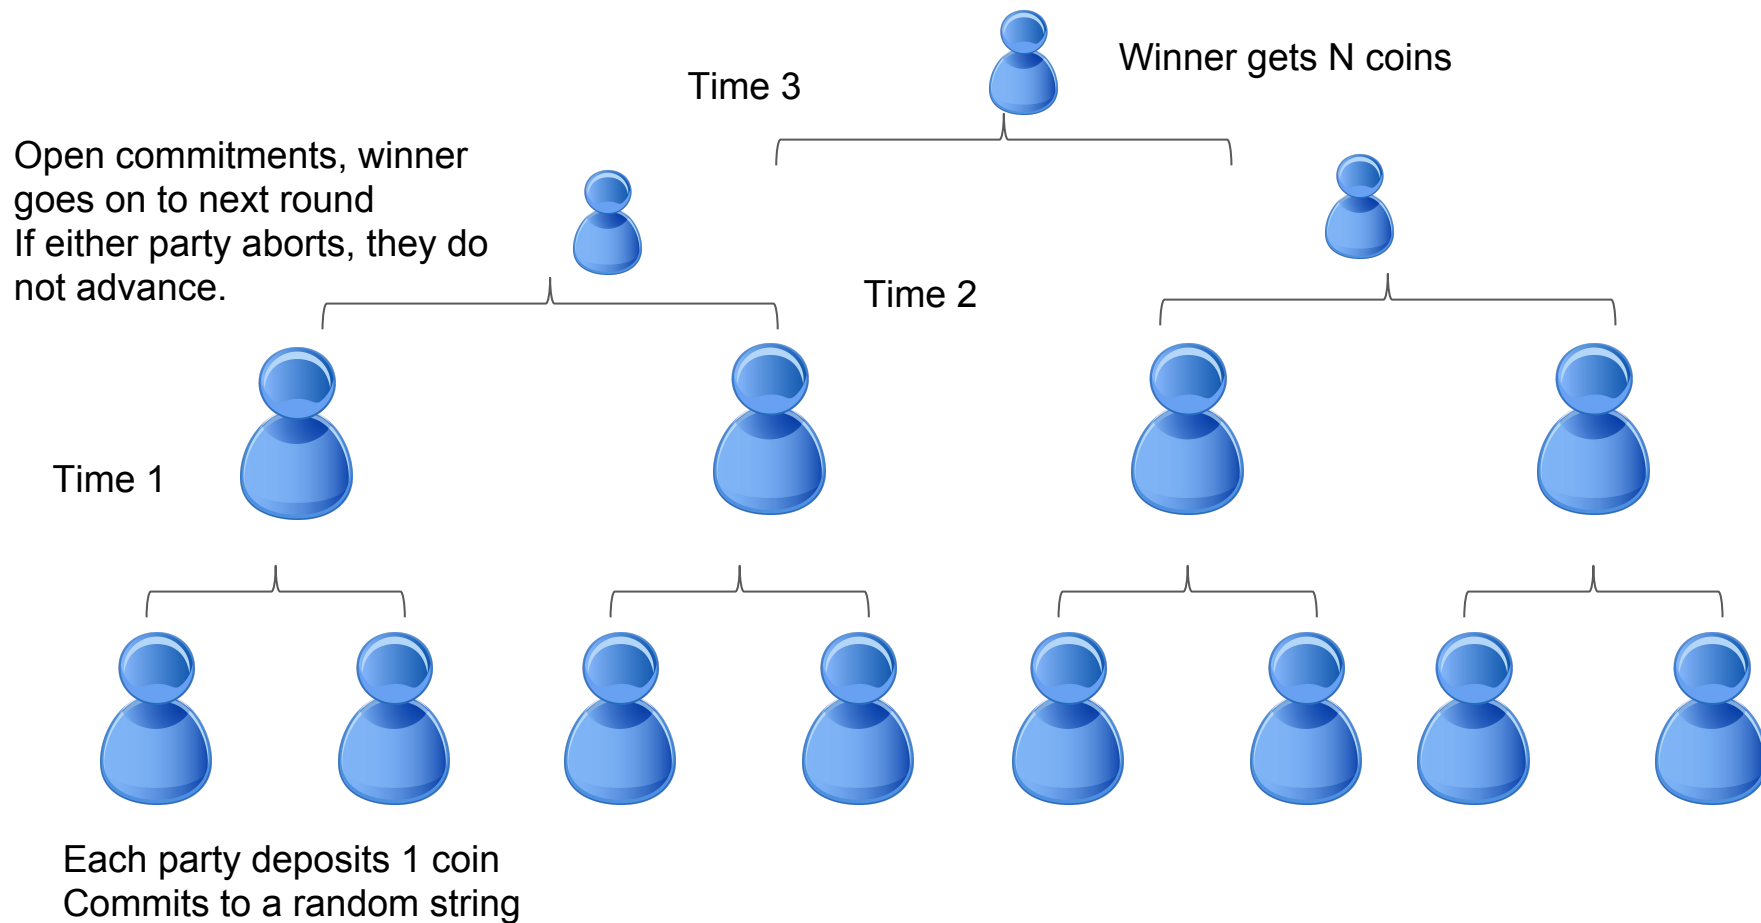 Winner gets N coins
Time 3
Open commitments, winner
goes on to next round
If either party aborts, they do
not advance.
Time 2
Time 1
Each party deposits 1 coin
Commits to a random string